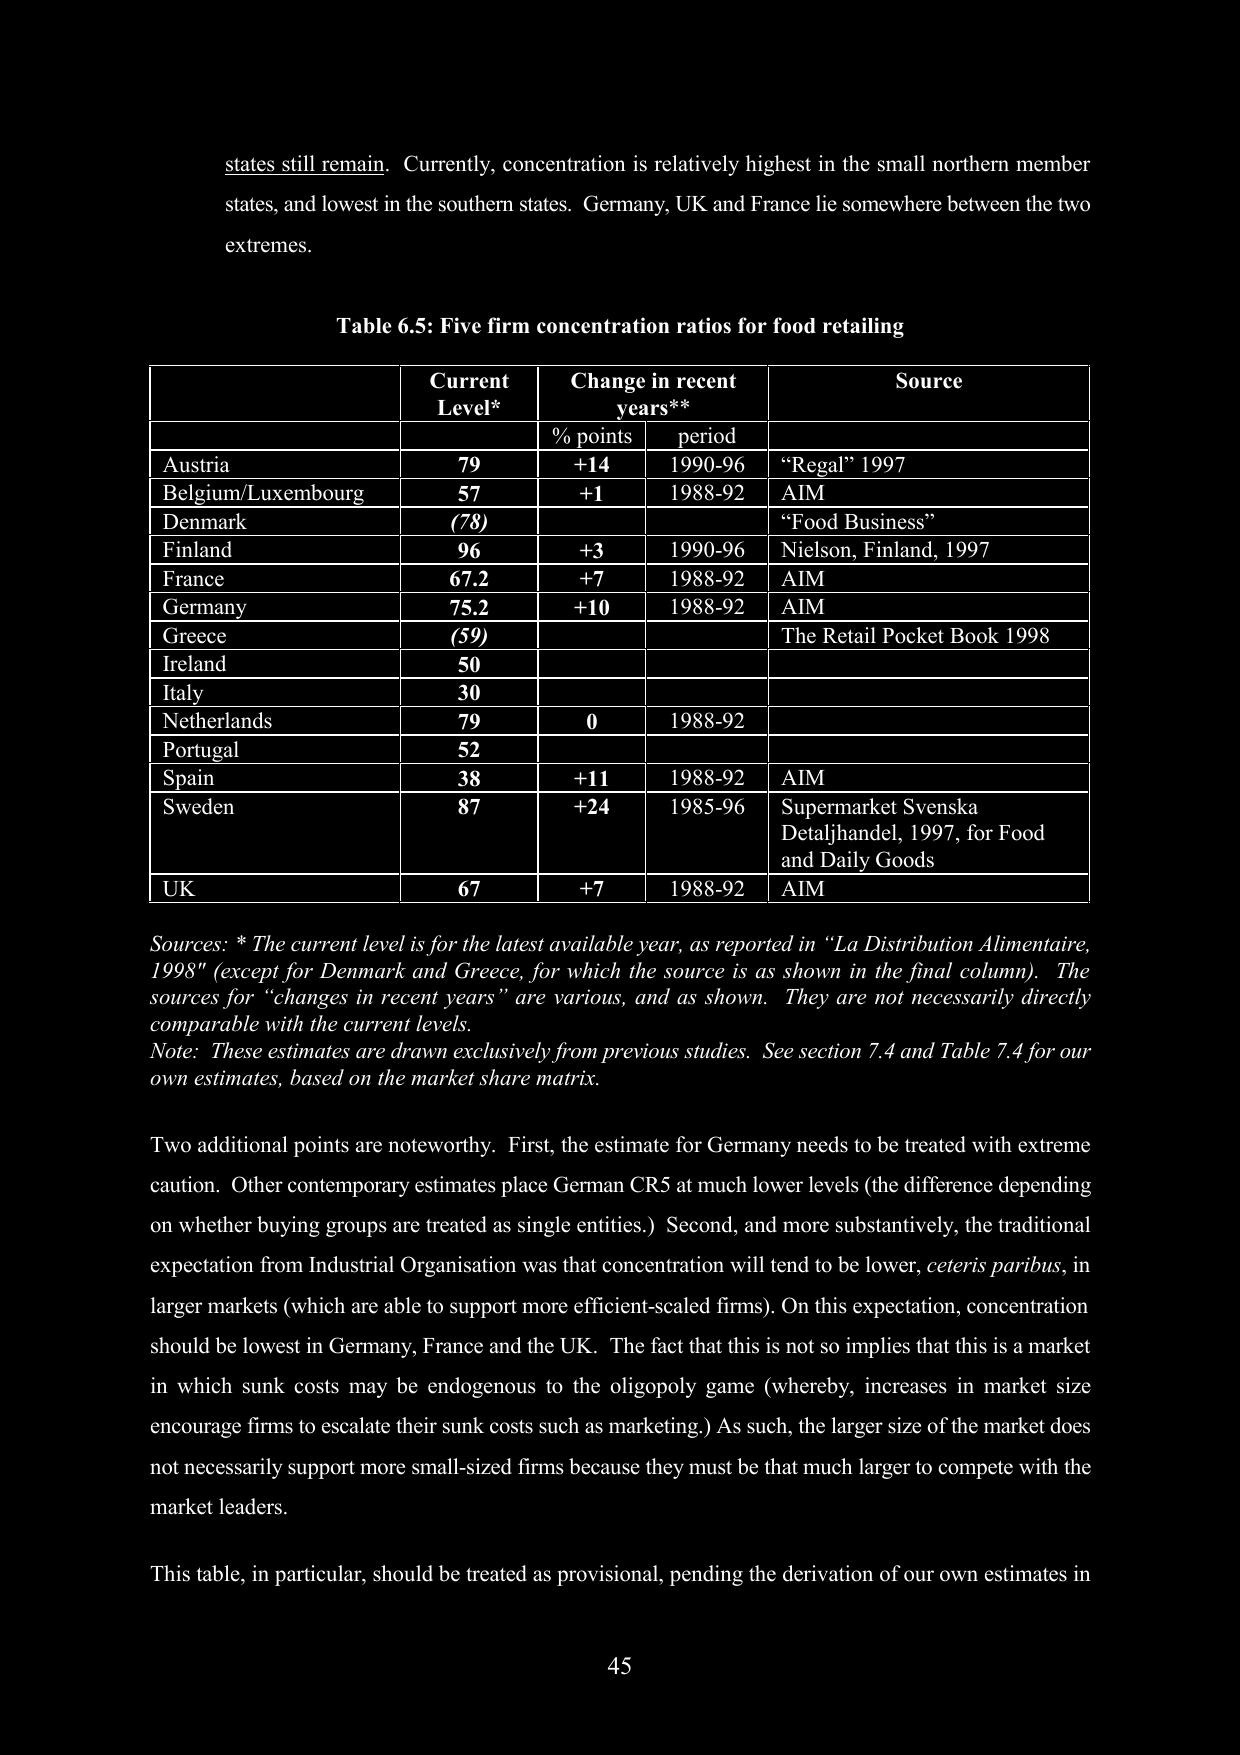 states still remain. Currently, concentration is relatively highest in the small northern member
states, and lowest in the southern states. Germany, UK and France lie somewhere between the two
extremes.
Table 6.5: Five firm concentration ratios for food retailing
Current Level* Change in recent years** Source
% points period
Austria 79 +14 1990-96 “Regal” 1997
Belgium/Luxembourg 57 +1 1988-92 AIM
Denmark (78) “Food Business”
Finland 96 +3 1990-96 Nielson, Finland, 1997
France 67.2 +7 1988-92 AIM
Germany 75.2 +10 1988-92 AIM
Greece (59) The Retail Pocket Book 1998
Ireland 50
Italy 30
Netherlands 79 0 1988-92
Portugal 52
Spain 38 +11 1988-92 AIM
Sweden 87 +24 1985-96 Supermarket Svenska
Detaljhandel, 1997, for Food
and Daily Goods
UK 67 +7 1988-92 AIM
Sources: * The current level is for the latest available year, as reported in “La Distribution Alimentaire,
1998" (except for Denmark and Greece, for which the source is as shown in the final column). The
sources for “changes in recent years” are various, and as shown. They are not necessarily directly
comparable with the current levels.
Note: These estimates are drawn exclusively from previous studies. See section 7.4 and Table 7.4 for our
own estimates, based on the market share matrix.
Two additional points are noteworthy. First, the estimate for Germany needs to be treated with extreme
caution. Other contemporary estimates place German CR5 at much lower levels (the difference depending
on whether buying groups are treated as single entities.) Second, and more substantively, the traditional
expectation from Industrial Organisation was that concentration will tend to be lower, ceteris paribus, in
larger markets (which are able to support more efficient-scaled firms). On this expectation, concentration
should be lowest in Germany, France and the UK. The fact that this is not so implies that this is a market
in which sunk costs may be endogenous to the oligopoly game (whereby, increases in market size
encourage firms to escalate their sunk costs such as marketing.) As such, the larger size of the market does
not necessarily support more small-sized firms because they must be that much larger to compete with the
market leaders.
This table, in particular, should be treated as provisional, pending the derivation of our own estimates in
45